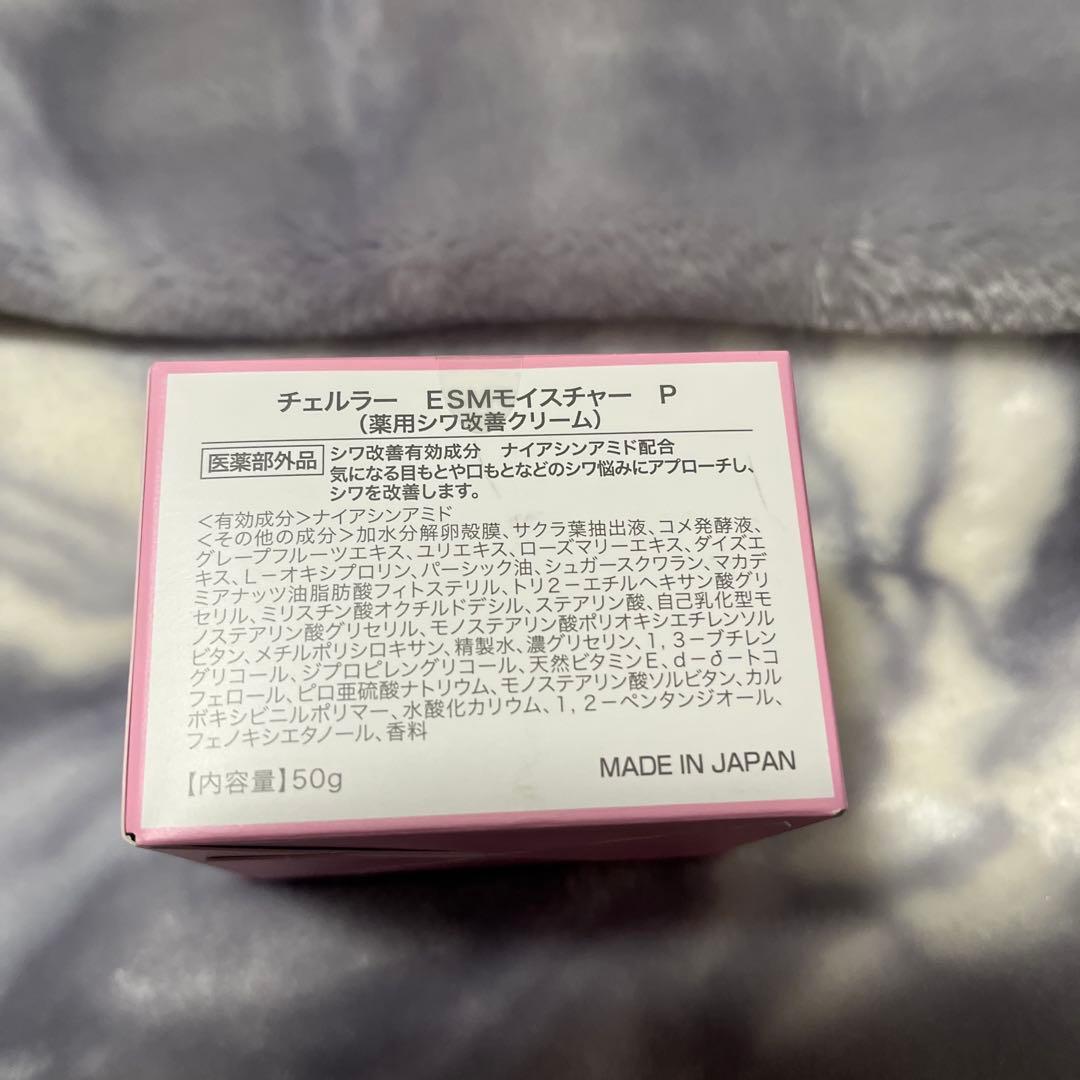 チェルラー　ESMモイスチャー　P
（薬用シワ改善クリーム）
医薬部外品
シワ改善有効成分　ナイアシンアミド配合
気になる目もとや口もとなどのシワ悩みにアプローチし、
シワを改善します。
＜有効成分＞ナイアシンアミド
＜その他の成分＞加水分解卵殻膜、サクラ葉抽出液、コメ発酵液、
グレープフルーツエキス、ユリエキス、ローズマリーエキス、ダイズエ
キス、L－オキシプロリン、パーシック油、シュガースクワラン、マカデ
ミアナッツ油脂肪酸フィトステリル、トリ2－エチルヘキサン酸グリ
セリル、ミリスチン酸オクチルドデシル、ステアリン酸、自己乳化型モ
ノステアリン酸グリセリル、モノステアリン酸ポリオキシエチレンソル
ビタン、メチルポリシロキサン、精製水、濃グリセリン、1，3－ブチレン
グリコール、ジプロピレングリコール、天然ビタミンE、d－δ－トコ
フェロール、ピロ亜硫酸ナトリウム、モノステアリン酸ソルビタン、カル
ボキシビニルポリマー、水酸化カリウム、1，2－ペンタンジオール、
フェノキシエタノール、香料
【内容量】50g
MADE IN JAPAN